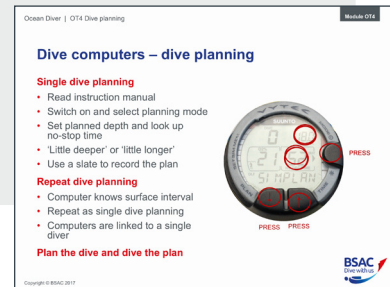 Ocean Diver | OT4 Dive planning
Module OT4
Dive computers – dive planning
Single dive planning
• Read instruction manual
• Switch on and select planning mode
• Set planned depth and look up
no-stop time
• ‘Little deeper’ or ‘little longer’
• Use a slate to record the plan
Repeat dive planning
• Computer knows surface interval
• Repeat as single dive planning
• Computers are linked to a single
diver
Plan the dive and dive the plan
VYTEC
SUUNTO
SIMPLAN
PRESS
PRESS
PRESS
BSAC
Dive with us
Copyright © BSAC 2017